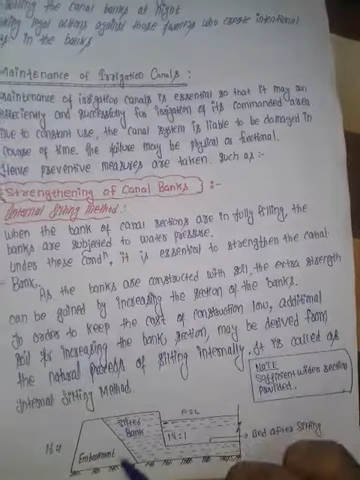 the canal banks at night
legal actions against those farmers who create intentional
in the banks
Maintenance of Irrigation Canals :
Maintenance of irrigation canals is essential so that it may run
efficiency and successfully for irrigation of its commanded area
Due to constant use, the canal system is liable to be damaged in
course of time. The failure may be physical or functional.
Hence preventive measures are taken. Such as :-
Strengthening of Canal Banks :-
Internal Silting Method :
When the bank of canal sections are in fully filling, the
banks are subjected to water pressure.
Under these condⁿ, it is essential to strengthen the canal
Bank.
As the banks are constructed with soil, the extra strength
can be gained by increasing the section of the banks.
In order to keep the cost of construction low, additional
soil for increasing the bank section, may be derived from
the natural process of silting internally. It is called as
Internal Silting Method.
NOTE
Sufficient wider section
provided.
Silted
Bank
F.S.L
Embankment
Bed after silting